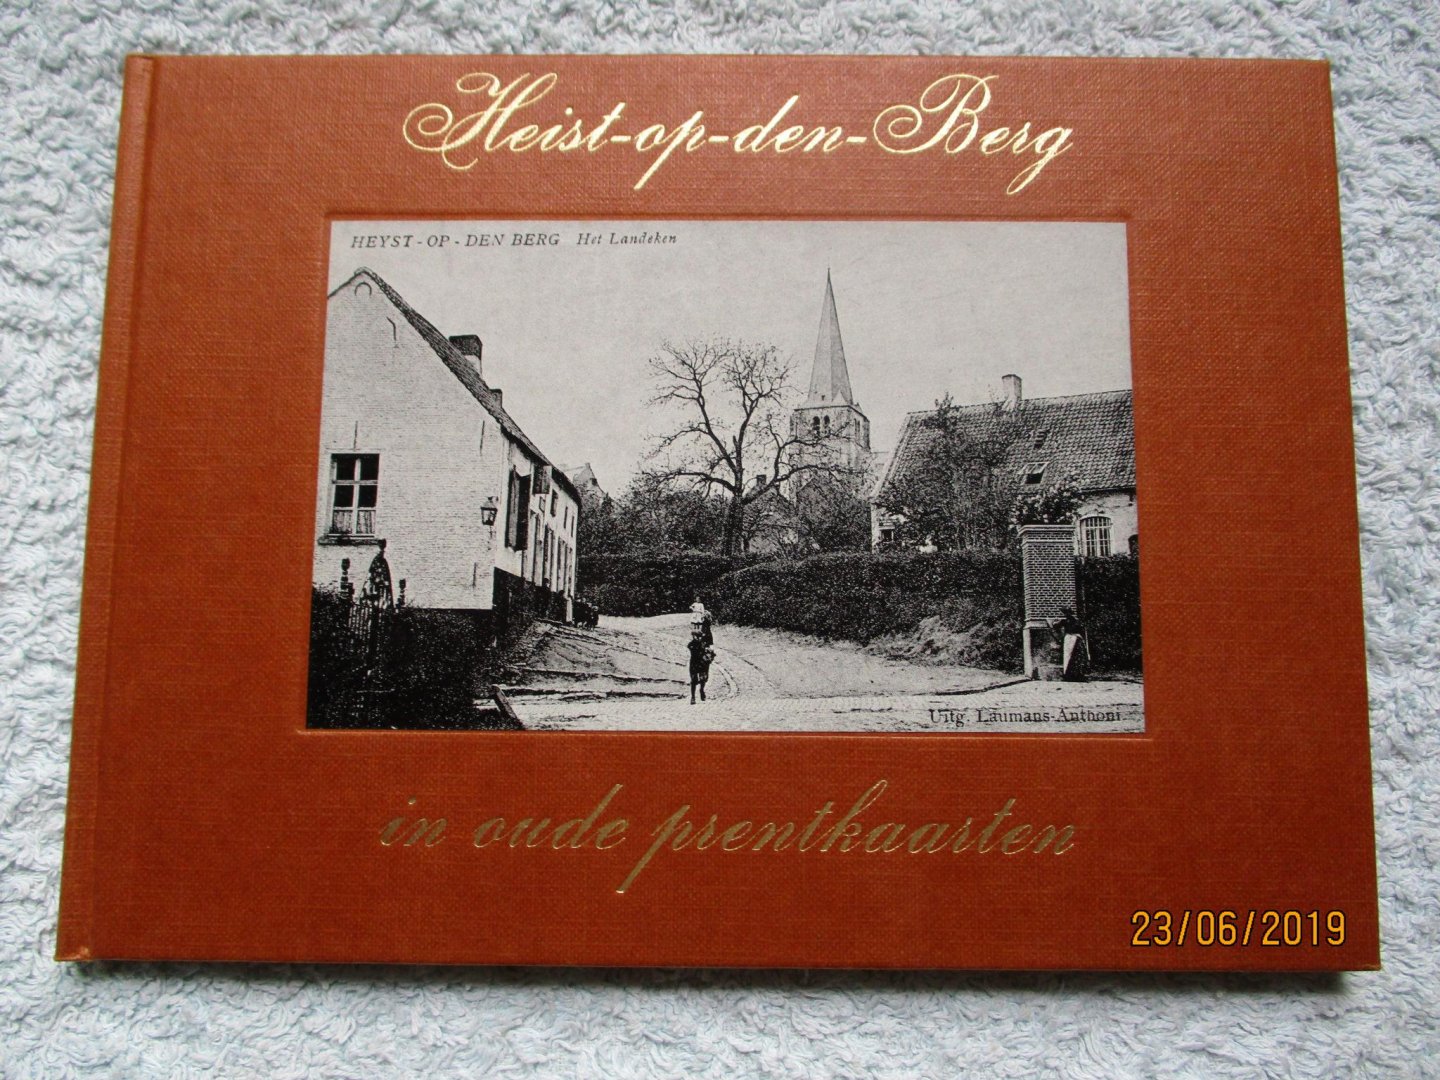 Heist-op-den-Berg
HEYST - OP - DEN BERG Het Landeken
Uitg. Laumans-Anthoni
in oude prentkaarten
23/06/2019